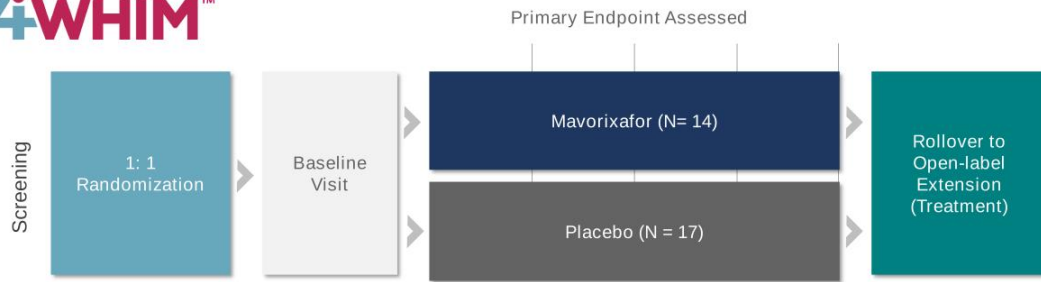 4WHIM™
Primary Endpoint Assessed
Screening
1: 1
Randomization
Baseline
Visit
Mavorixafor (N= 14)
Placebo (N = 17)
Rollover to
Open-label
Extension
(Treatment)